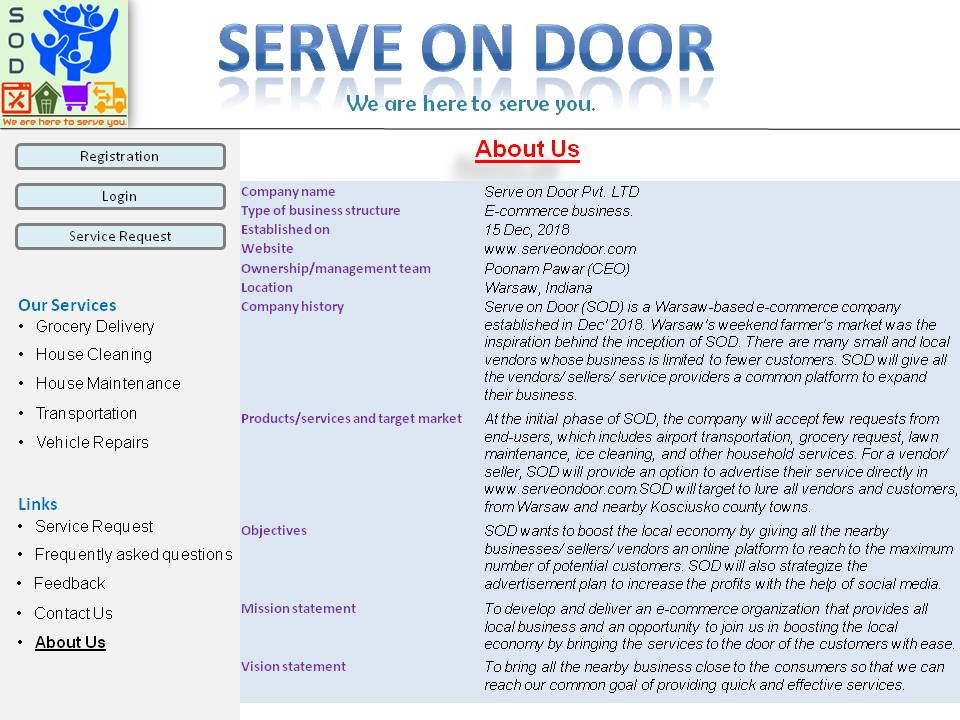 S
O
D
We are here to serve you.
SERVE ON DOOR
We are here to serve you.
Registration
Login
Service Request
Our Services
• Grocery Delivery
• House Cleaning
• House Maintenance
• Transportation
• Vehicle Repairs
Links
• Service Request
• Frequently asked questions
• Feedback
• Contact Us
• About Us
About Us
Company name Serve on Door Pvt. LTD
Type of business structure E-commerce business.
Established on 15 Dec, 2018
Website www.serveondoor.com
Ownership/management team Poonam Pawar (CEO)
Location Warsaw, Indiana
Company history Serve on Door (SOD) is a Warsaw-based e-commerce company
established in Dec' 2018. Warsaw's weekend farmer's market was the
inspiration behind the inception of SOD. There are many small and local
vendors whose business is limited to fewer customers. SOD will give all
the vendors/ sellers/ service providers a common platform to expand
their business.
Products/services and target market At the initial phase of SOD, the company will accept few requests from
end-users, which includes airport transportation, grocery request, lawn
maintenance, ice cleaning, and other household services. For a vendor/
seller, SOD will provide an option to advertise their service directly in
www.serveondoor.com.SOD will target to lure all vendors and customers,
from Warsaw and nearby Kosciusko county towns.
Objectives SOD wants to boost the local economy by giving all the nearby
businesses/ sellers/ vendors an online platform to reach to the maximum
number of potential customers. SOD will also strategize the
advertisement plan to increase the profits with the help of social media.
Mission statement To develop and deliver an e-commerce organization that provides all
local business and an opportunity to join us in boosting the local
economy by bringing the services to the door of the customers with ease.
Vision statement To bring all the nearby business close to the consumers so that we can
reach our common goal of providing quick and effective services.